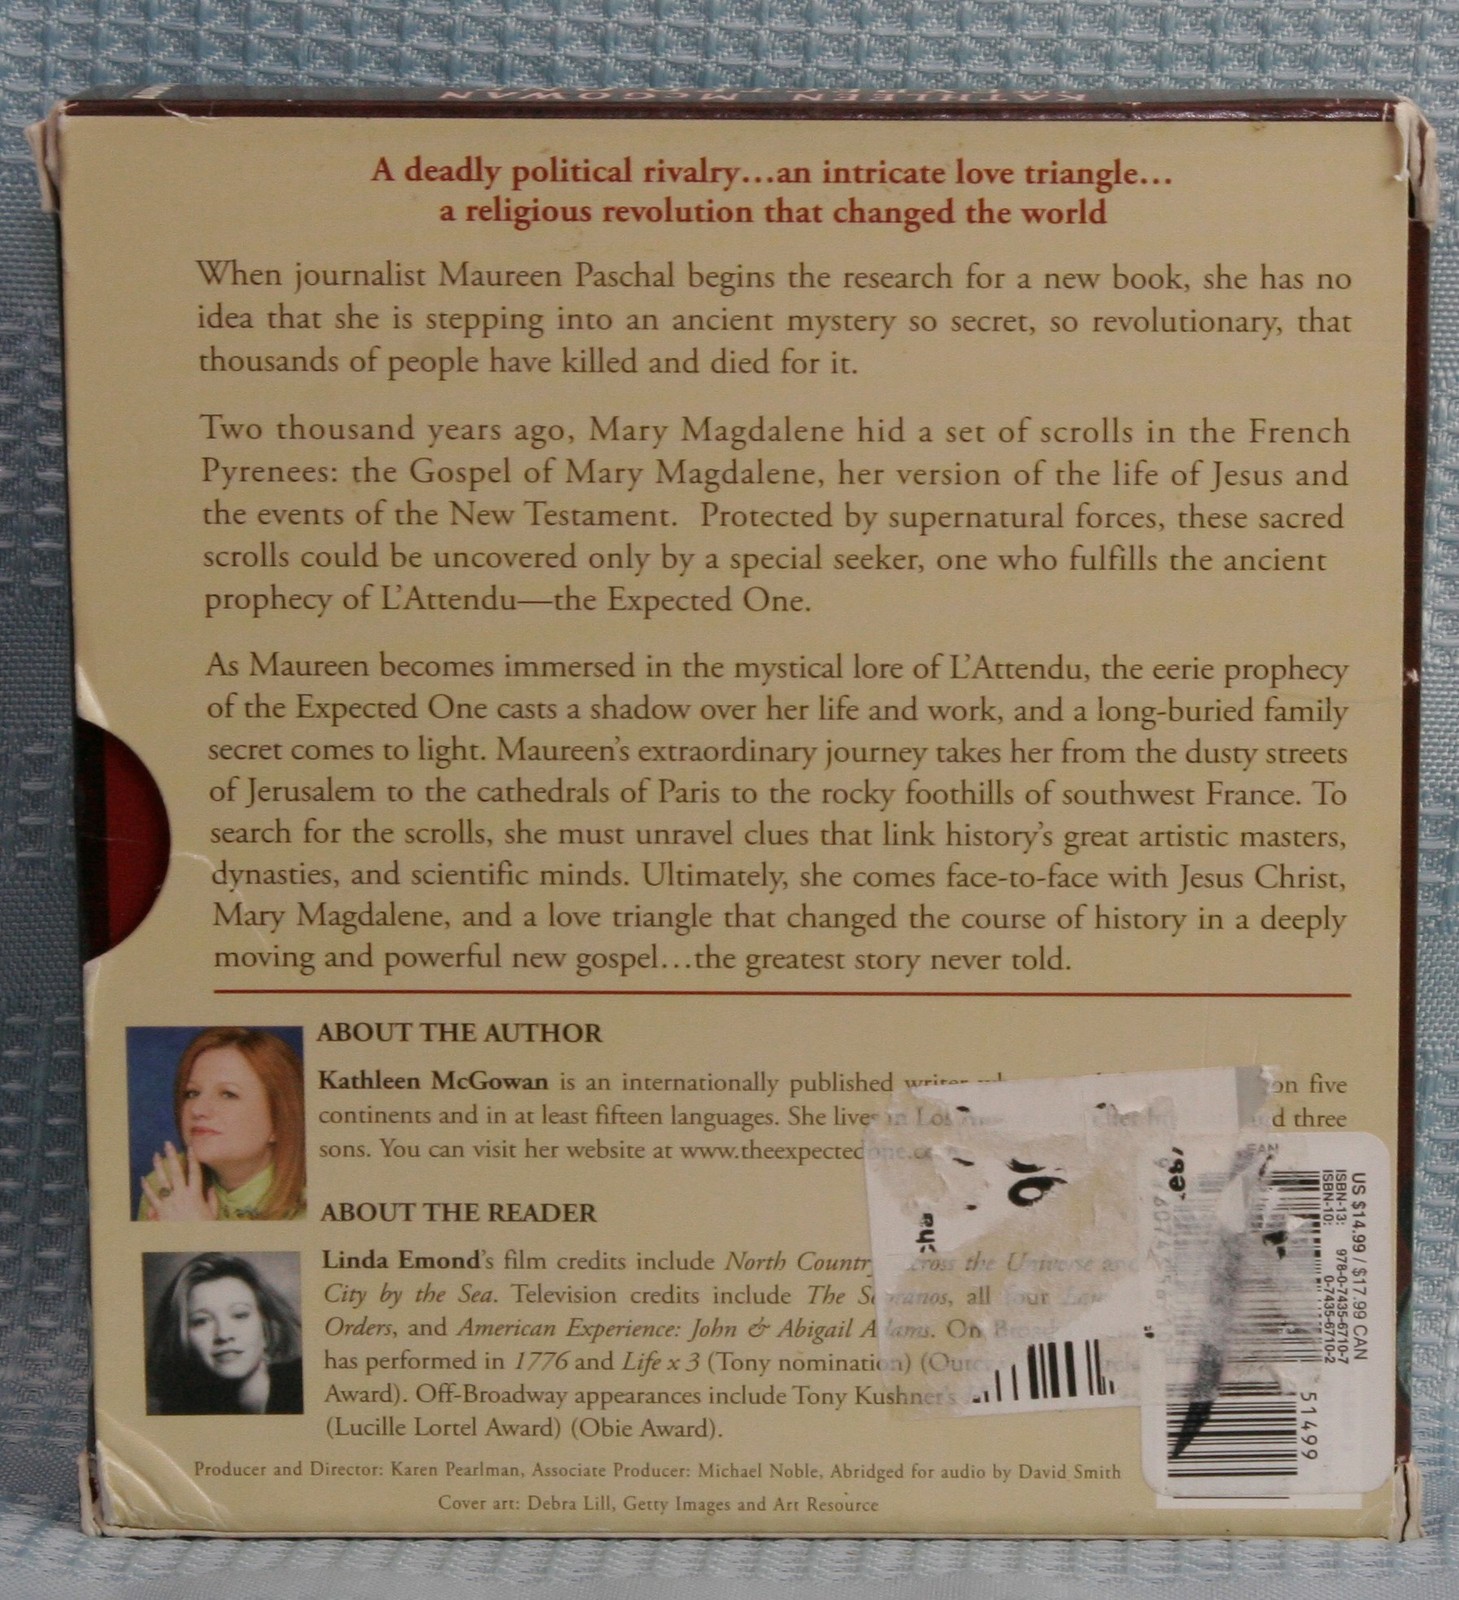 KATHLEEN McGOWAN
A deadly political rivalry...an intricate love triangle...
a religious revolution that changed the world
When journalist Maureen Paschal begins the research for a new book, she has no
idea that she is stepping into an ancient mystery so secret, so revolutionary, that
thousands of people have killed and died for it.
Two thousand years ago, Mary Magdalene hid a set of scrolls in the French
Pyrenees: the Gospel of Mary Magdalene, her version of the life of Jesus and
the events of the New Testament. Protected by supernatural forces, these sacred
scrolls could be uncovered only by a special seeker, one who fulfills the ancient
prophecy of L'Attendu—the Expected One.
As Maureen becomes immersed in the mystical lore of L'Attendu, the eerie prophecy
of the Expected One casts a shadow over her life and work, and a long-buried family
secret comes to light. Maureen's extraordinary journey takes her from the dusty streets
of Jerusalem to the cathedrals of Paris to the rocky foothills of southwest France. To
search for the scrolls, she must unravel clues that link history's great artistic masters,
dynasties, and scientific minds. Ultimately, she comes face-to-face with Jesus Christ,
Mary Magdalene, and a love triangle that changed the course of history in a deeply
moving and powerful new gospel...the greatest story never told.
ABOUT THE AUTHOR
Kathleen McGowan is an internationally published writer on five
continents and in at least fifteen languages. She lives in three
sons. You can visit her website at
ABOUT THE READER
Linda Emond's film credits include North Country, Across the Universe and
City by the Sea. Television credits include The Sopranos, all four
Orders, and American Experience: John & Abigail Adams. On
has performed in 1776 and Life x 3 (Tony nomination)
Award). Off-Broadway appearances include Tony Kushner's
(Lucille Lortel Award) (Obie Award).
Producer and Director: Karen Pearlman, Associate Producer: Michael Noble, Abridged for audio by David Smith
Cover art: Debra Lill, Getty Images and Art Resource
EAN
US $14.99 / $17.99 CAN
ISBN-13: 978-0-7435-6710-7
ISBN-10: 0-7435-6710-2
51499